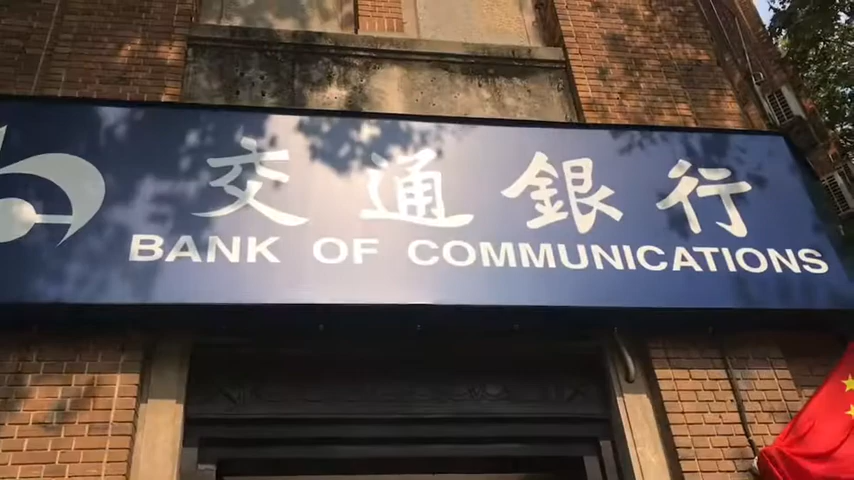 交通銀行
BANK OF COMMUNICATIONS